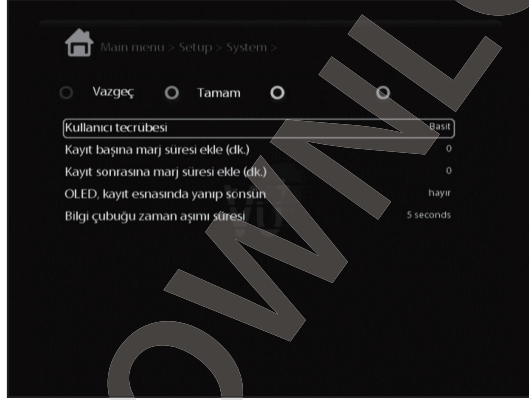 Main menu > Setup > System >
Vazgeç Tamam
Kullanıcı tecrübesi Basit
Kayıt başına marj süresi ekle (dk.) 0
Kayıt sonrasına marj süresi ekle (dk.) 0
OLED, kayıt esnasında yanıp sönsün hayır
Bilgi çubuğu zaman aşımı süresi 5 seconds